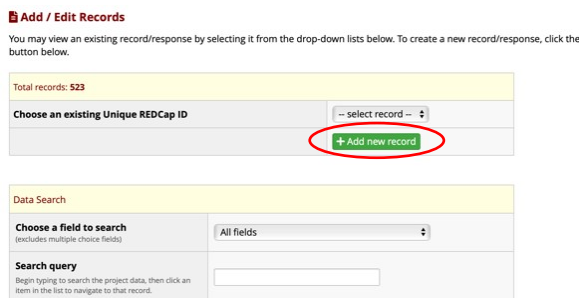 Add / Edit Records
You may view an existing record/response by selecting it from the drop-down lists below. To create a new record/response, click the
button below.
Total records: 523
Choose an existing Unique REDCap ID
-- select record --
+ Add new record
Data Search
Choose a field to search
(excludes multiple choice fields)
All fields
Search query
Begin typing to search the project data, then click an
item in the list to navigate to that record.